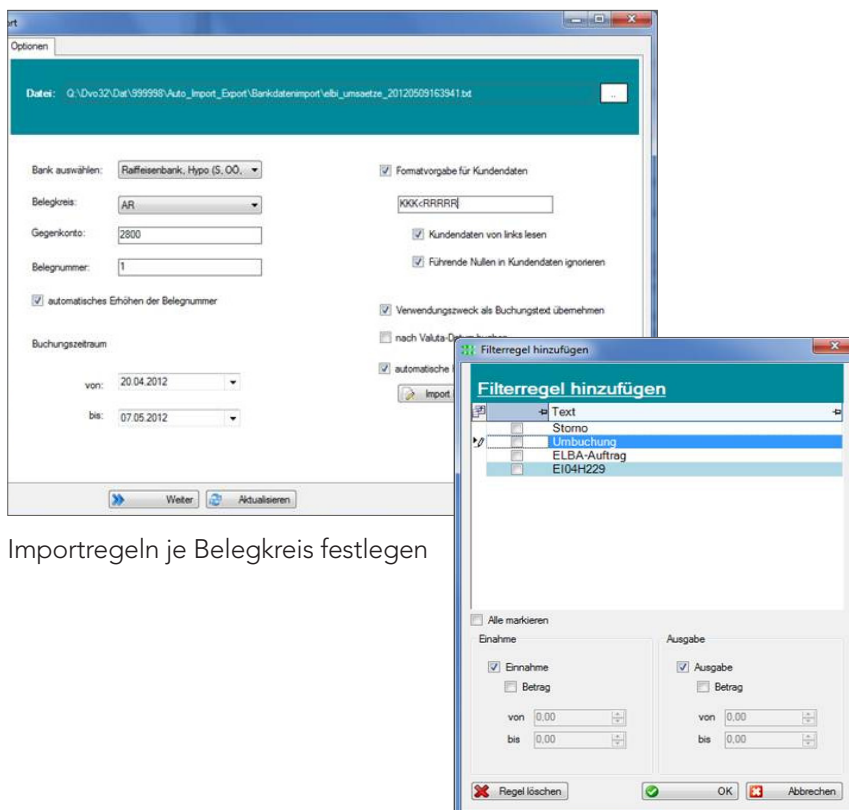 ort
Optionen
Datei: Q:\Dvo32\Dat\999998\Auto_Import_Export\Bankdatenimport\elbi_umsaetze_20120509163941.txt
..
Bank auswählen: Raiffeisenbank, Hypo (S, OÖ,
Belegkreis: AR
Gegenkonto: 2800
Belegnummer: 1
automatisches Erhöhen der Belegnummer
Buchungszeitraum
von: 20.04.2012
bis: 07.05.2012
Formatvorgabe für Kundendaten
KKKcRRRRR
Kundendaten von links lesen
Führende Nullen in Kundendaten ignorieren
Verwendungszweck als Buchungstext übernehmen
nach Valuta-Datum buchen
automatische
Import
Weiter Aktualisieren
Importregeln je Belegkreis festlegen
Filterregel hinzufügen
Filterregel hinzufügen
Text
Storno
Umbuchung
ELBA-Auftrag
EI04H229
Alle markieren
Einahme
Einnahme
Betrag
von 0,00
bis 0,00
Ausgabe
Ausgabe
Betrag
von 0,00
bis 0,00
Regel löschen OK Abbrechen